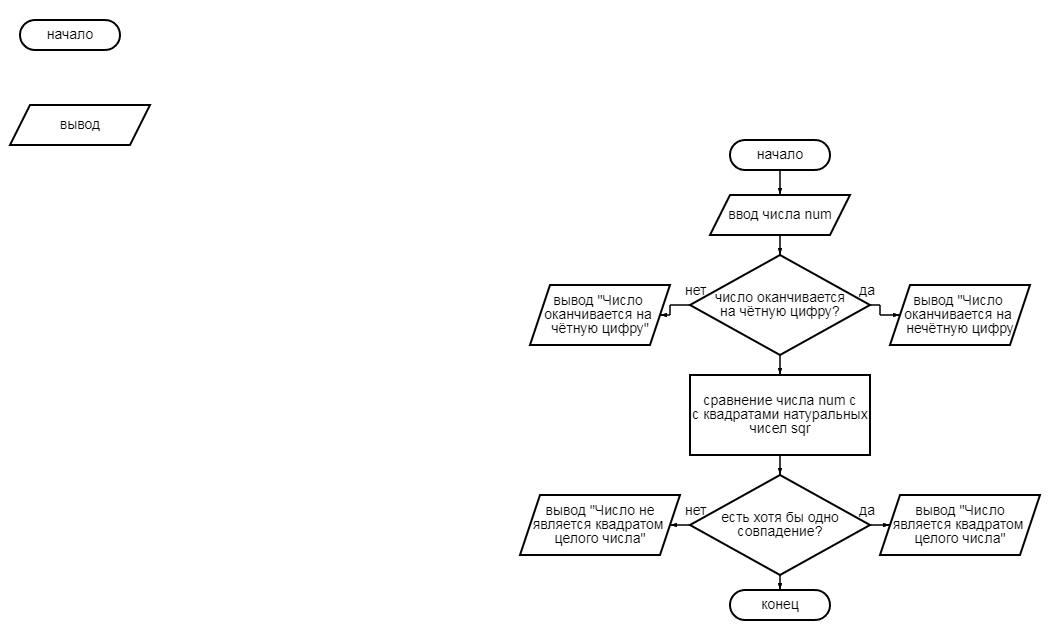 начало
вывод
начало
ввод числа num
нет
число оканчивается
на чётную цифру?
да
вывод "Число
оканчивается на
чётную цифру"
вывод "Число
оканчивается на
нечётную цифру
сравнение числа num с
с квадратами натуральных
чисел sqr
нет
есть хотя бы одно
совпадение?
да
вывод "Число не
является квадратом
целого числа"
вывод "Число
является квадратом
целого числа"
конец